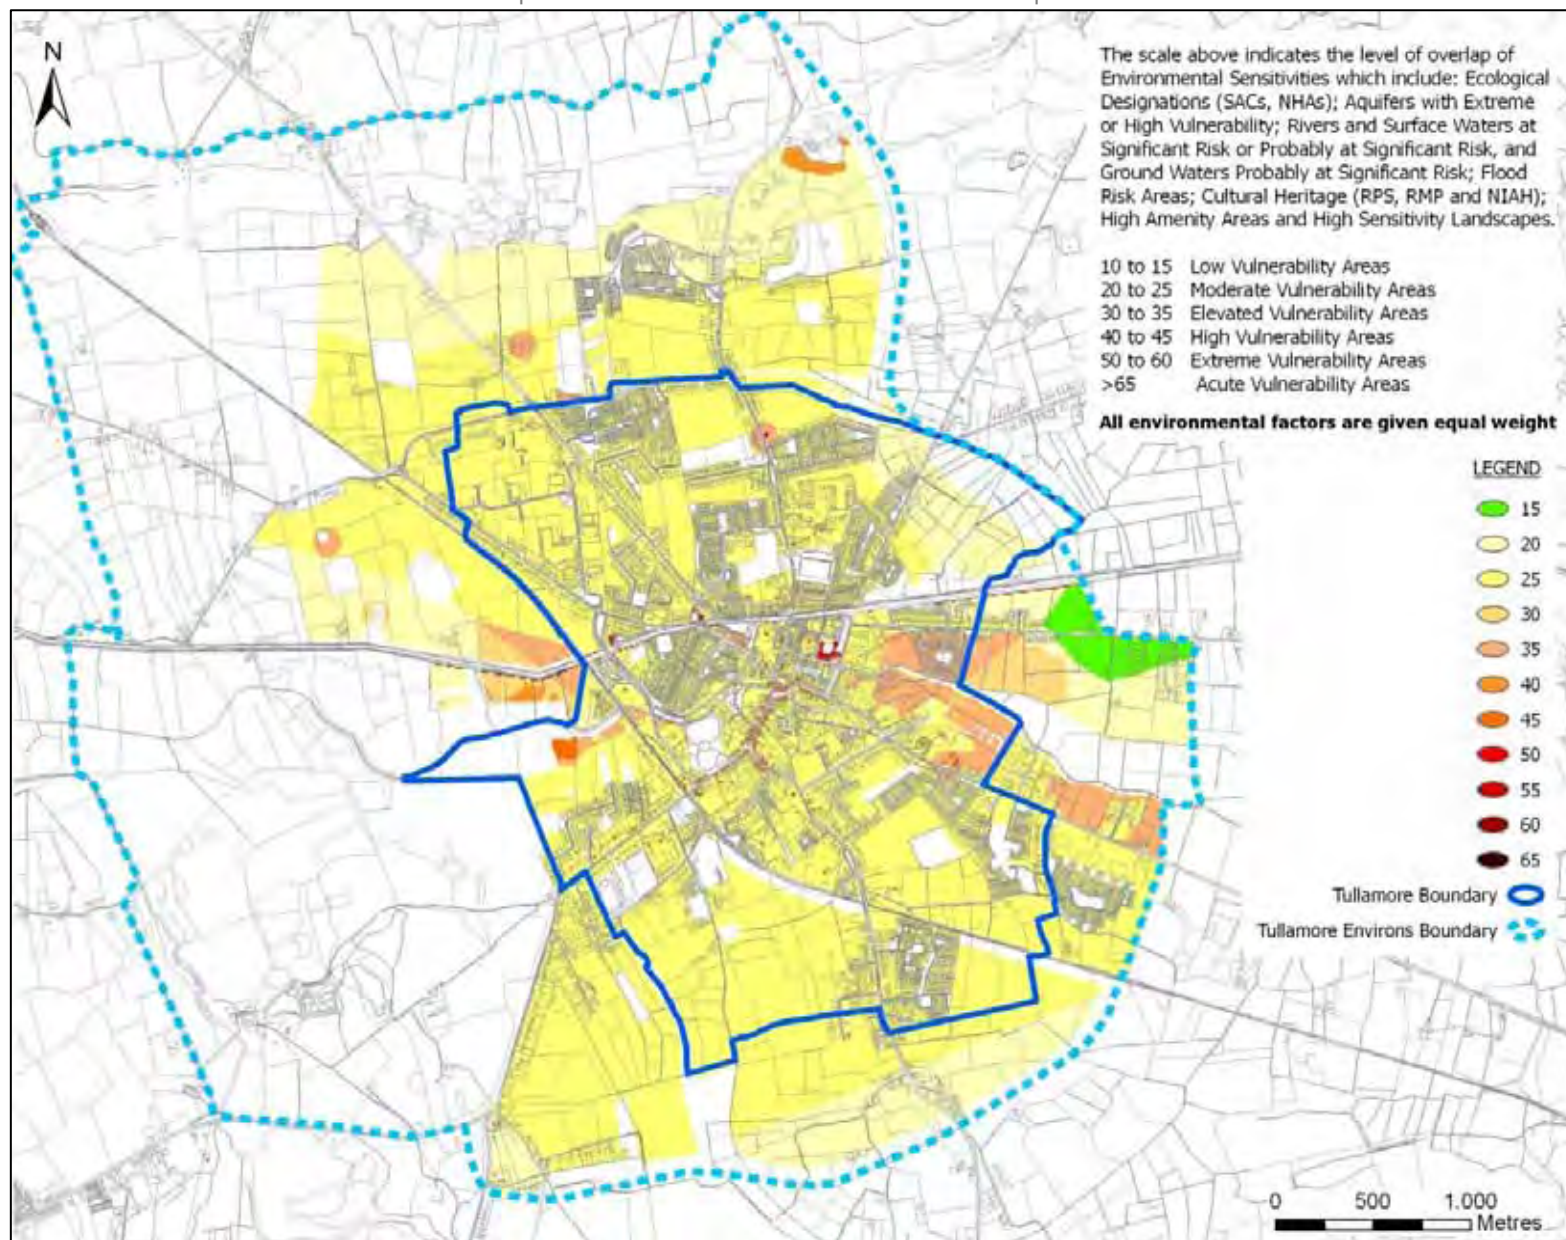 N
The scale above indicates the level of overlap of
Environmental Sensitivities which include: Ecological
Designations (SACs, NHAs); Aquifers with Extreme
or High Vulnerability; Rivers and Surface Waters at
Significant Risk or Probably at Significant Risk, and
Ground Waters Probably at Significant Risk; Flood
Risk Areas; Cultural Heritage (RPS, RMP and NIAH);
High Amenity Areas and High Sensitivity Landscapes.
10 to 15 Low Vulnerability Areas
20 to 25 Moderate Vulnerability Areas
30 to 35 Elevated Vulnerability Areas
40 to 45 High Vulnerability Areas
50 to 60 Extreme Vulnerability Areas
>65 Acute Vulnerability Areas
All environmental factors are given equal weight
LEGEND
15
20
25
30
35
40
45
50
55
60
65
Tullamore Boundary
Tullamore Environs Boundary
0 500 1.000
Metres